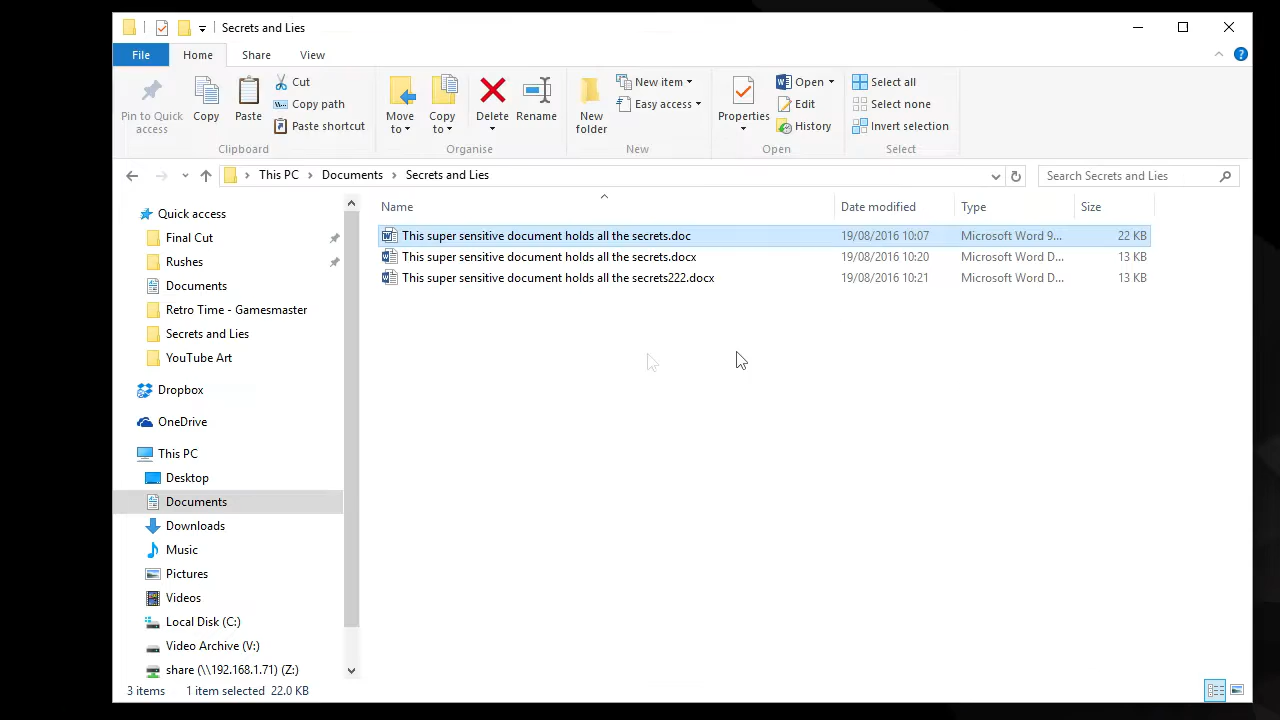 Secrets and Lies
File Home Share View
Pin to Quick access
Copy
Paste
Cut
Copy path
Paste shortcut
Clipboard
Move to
Copy to
Delete
Rename
Organise
New folder
New item
Easy access
New
Properties
Open
Edit
History
Open
Select all
Select none
Invert selection
Select
This PC > Documents > Secrets and Lies
Search Secrets and Lies
Name Date modified Type Size
This super sensitive document holds all the secrets.doc 19/08/2016 10:07 Microsoft Word 9... 22 KB
This super sensitive document holds all the secrets.docx 19/08/2016 10:20 Microsoft Word D... 13 KB
This super sensitive document holds all the secrets222.docx 19/08/2016 10:21 Microsoft Word D... 13 KB
Quick access
Final Cut
Rushes
Documents
Retro Time - Gamesmaster
Secrets and Lies
YouTube Art
Dropbox
OneDrive
This PC
Desktop
Documents
Downloads
Music
Pictures
Videos
Local Disk (C:)
Video Archive (V:)
share (\\192.168.1.71) (Z:)
3 items 1 item selected 22.0 KB